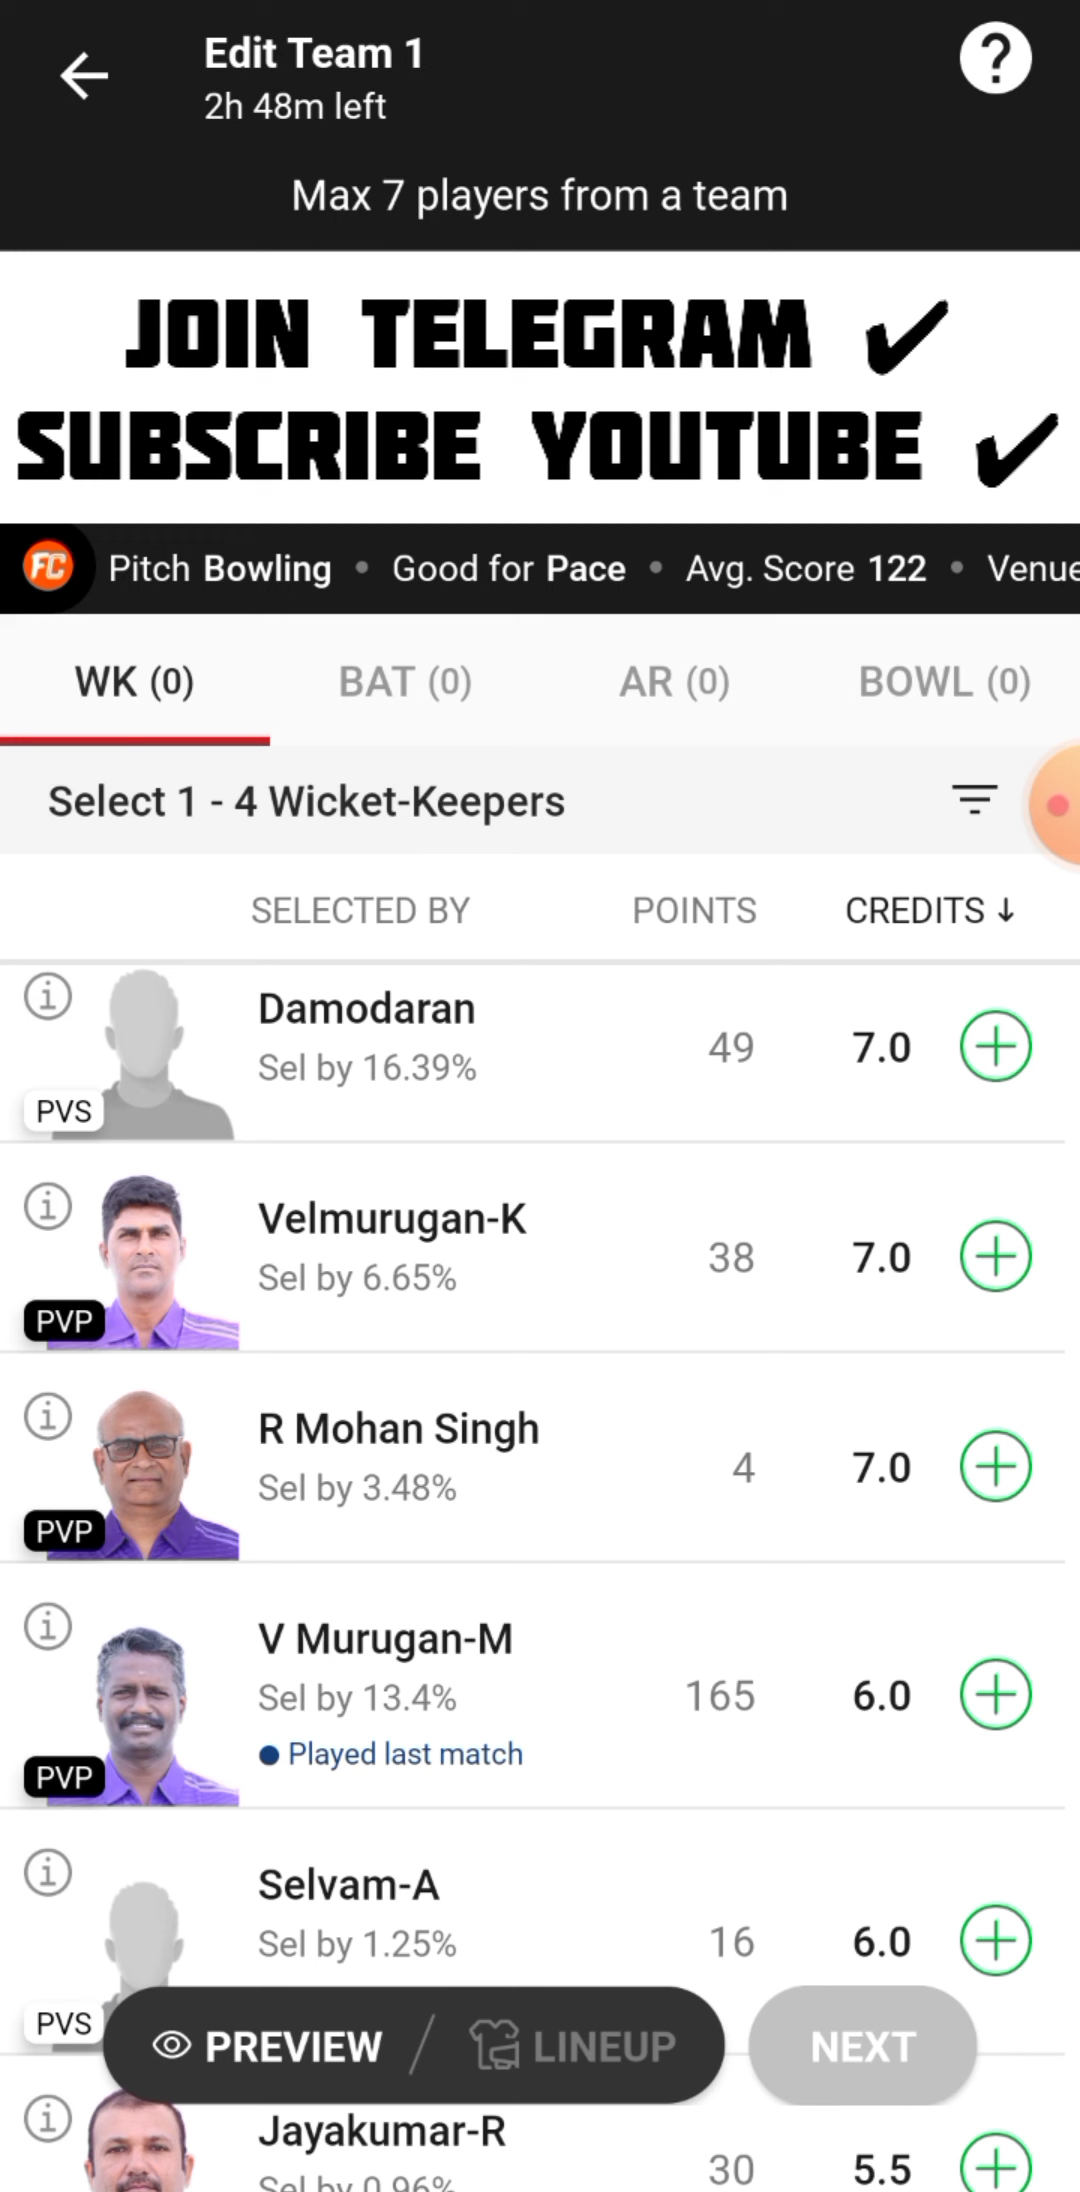 Edit Team 1
2h 48m left
?
Max 7 players from a team
JOIN TELEGRAM ✔
SUBSCRIBE YOUTUBE ✔
FC Pitch Bowling • Good for Pace • Avg. Score 122 • Venue
WK (0) BAT (0) AR (0) BOWL (0)
Select 1 - 4 Wicket-Keepers
SELECTED BY POINTS CREDITS ↓
i Damodaran
Sel by 16.39% 49 7.0 +
PVS
i Velmurugan-K
Sel by 6.65% 38 7.0 +
PVP
i R Mohan Singh
Sel by 3.48% 4 7.0 +
PVP
i V Murugan-M
Sel by 13.4% 165 6.0 +
• Played last match
PVP
i Selvam-A
Sel by 1.25% 16 6.0 +
PVS
PREVIEW / LINEUP NEXT
i Jayakumar-R
Sel by 0.96% 30 5.5 +